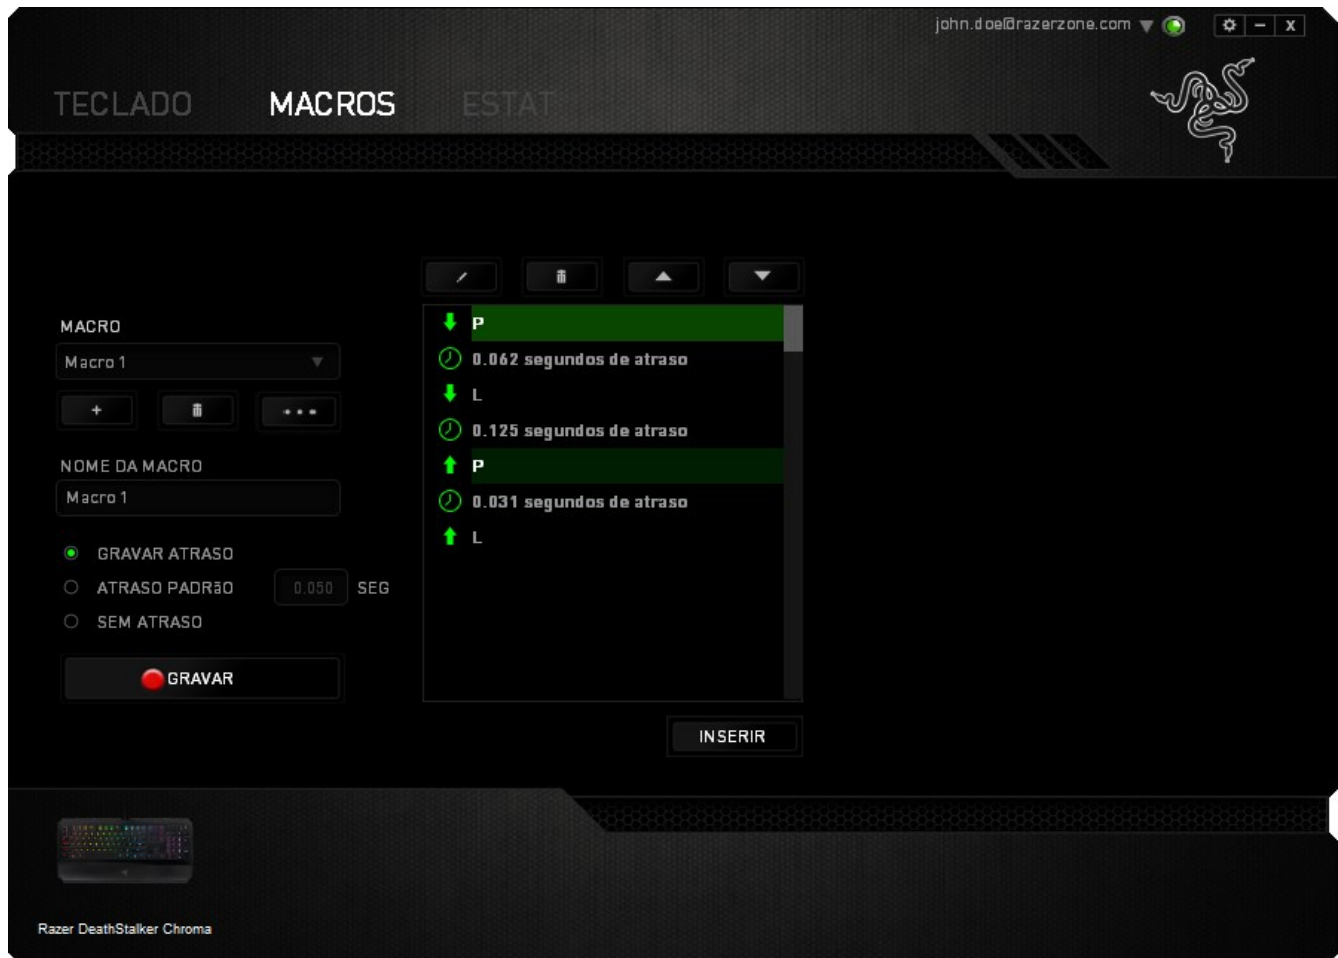 john.doe@razerzone.com
TECLADO MACROS ESTAT
MACRO
Macro 1
NOME DA MACRO
Macro 1
GRAVAR ATRASO
ATRASO PADRãO 0.050 SEG
SEM ATRASO
GRAVAR
P
0.062 segundos de atraso
L
0.125 segundos de atraso
P
0.031 segundos de atraso
L
INSERIR
Razer DeathStalker Chroma